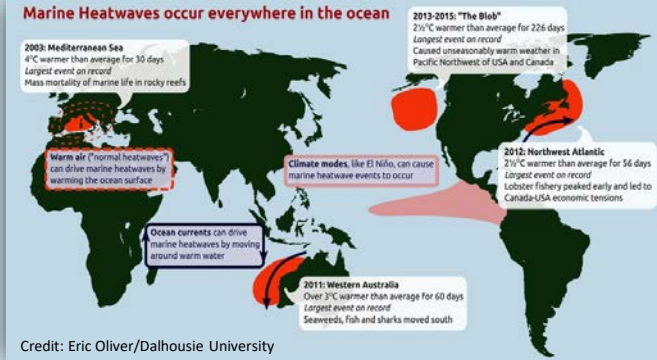 Marine Heatwaves occur everywhere in the ocean
2003: Mediterranean Sea
4°C warmer than average for 30 days
Largest event on record
Mass mortality of marine life in rocky reefs
2013-2015: "The Blob"
2½°C warmer than average for 226 days
Longest event on record
Caused unseasonably warm weather in
Pacific Northwest of USA and Canada
Warm air ("normal heatwaves")
can drive marine heatwaves by
warming the ocean surface
Climate modes, like El Niño, can cause
marine heatwave events to occur
2012: Northwest Atlantic
2½°C warmer than average for 56 days
Largest event on record
Lobster fishery peaked early and led to
Canada-USA economic tensions
Ocean currents can drive
marine heatwaves by moving
around warm water
2011: Western Australia
Over 3°C warmer than average for 60 days
Largest event on record
Seaweeds, fish and sharks moved south
Credit: Eric Oliver/Dalhousie University